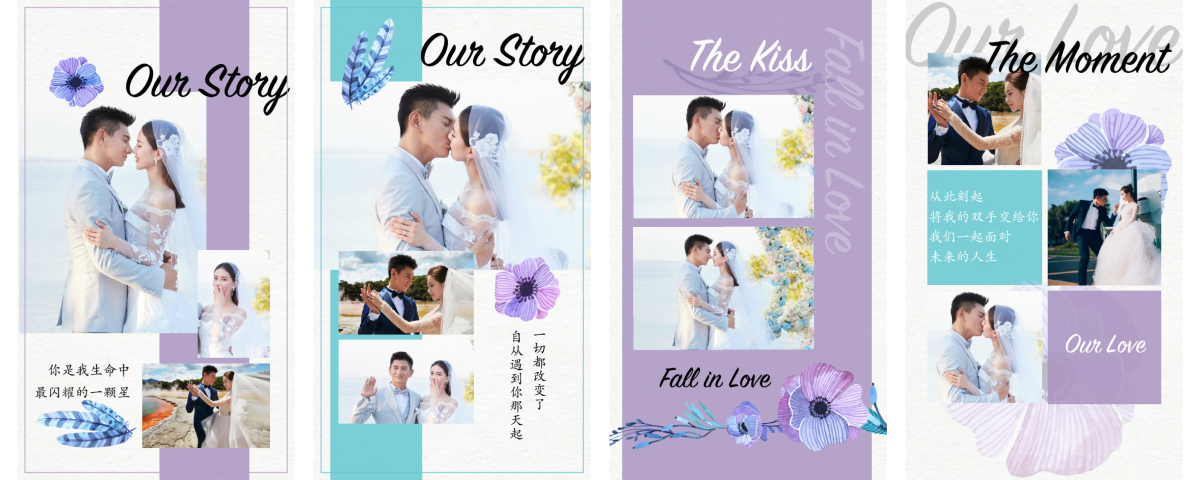 Our Story
你是我生命中
最闪耀的一颗星
Our Story
一切都改变了
自从遇到你那天起
The Kiss
Fall in Love
Fall in Love
Our Love
The Moment
从此刻起
将我的双手交给你
我们一起面对
未来的人生
Our Love